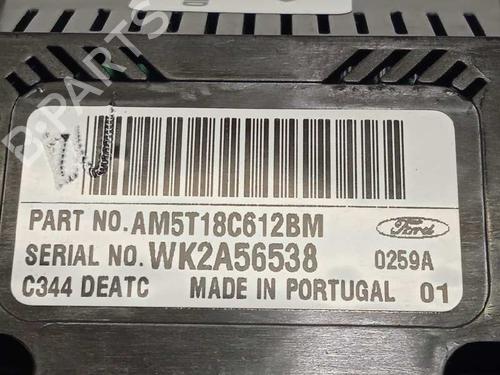 B-PARTS
PART NO. AM5T18C612BM
Ford
SERIAL NO. WK2A56538 0259A
C344 DEATC MADE IN PORTUGAL 01